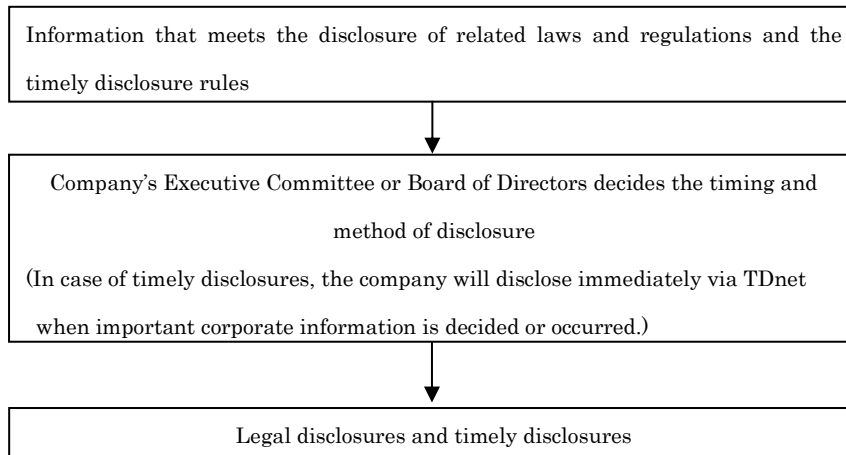 Information that meets the disclosure of related laws and regulations and the
timely disclosure rules
Company’s Executive Committee or Board of Directors decides the timing and
method of disclosure
(In case of timely disclosures, the company will disclose immediately via TDnet
when important corporate information is decided or occurred.)
Legal disclosures and timely disclosures